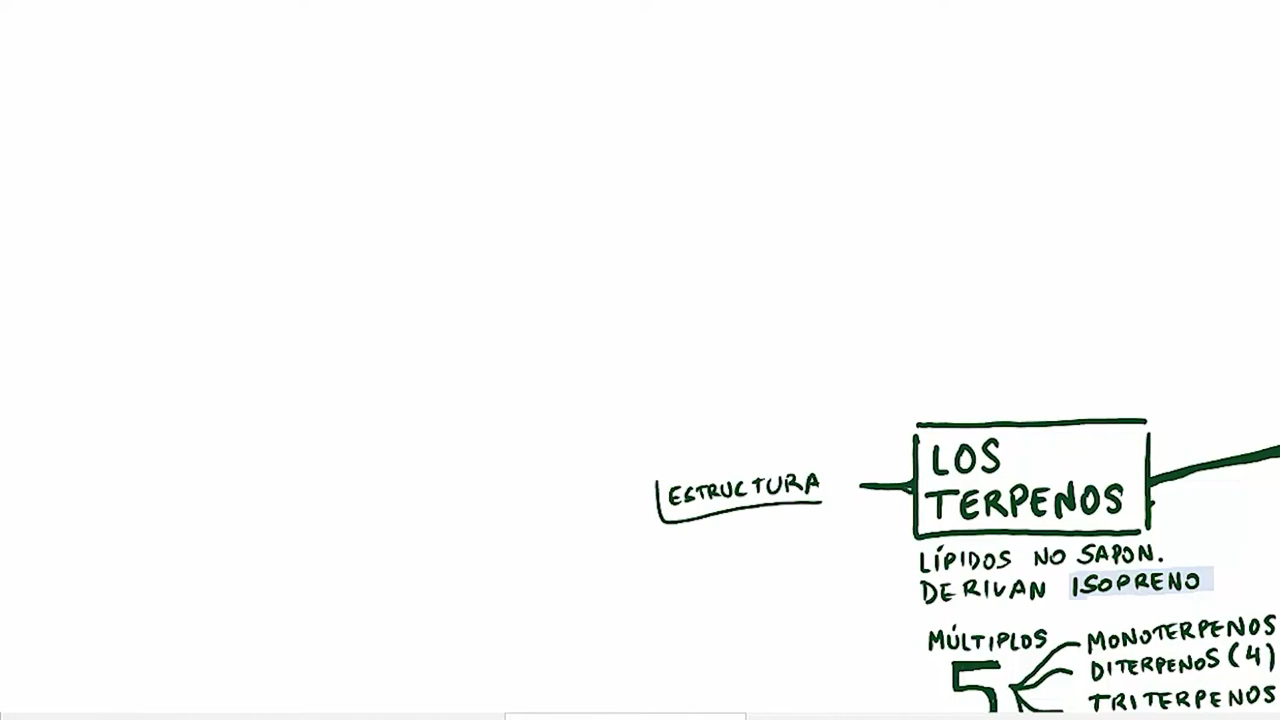 LOS
TERPENOS
ESTRUCTURA
LÍPIDOS NO SAPON.
DERIVAN ISOPRENO
MÚLTIPLOS
5
MONOTERPENOS
DITERPENOS (4)
TRITERPENOS